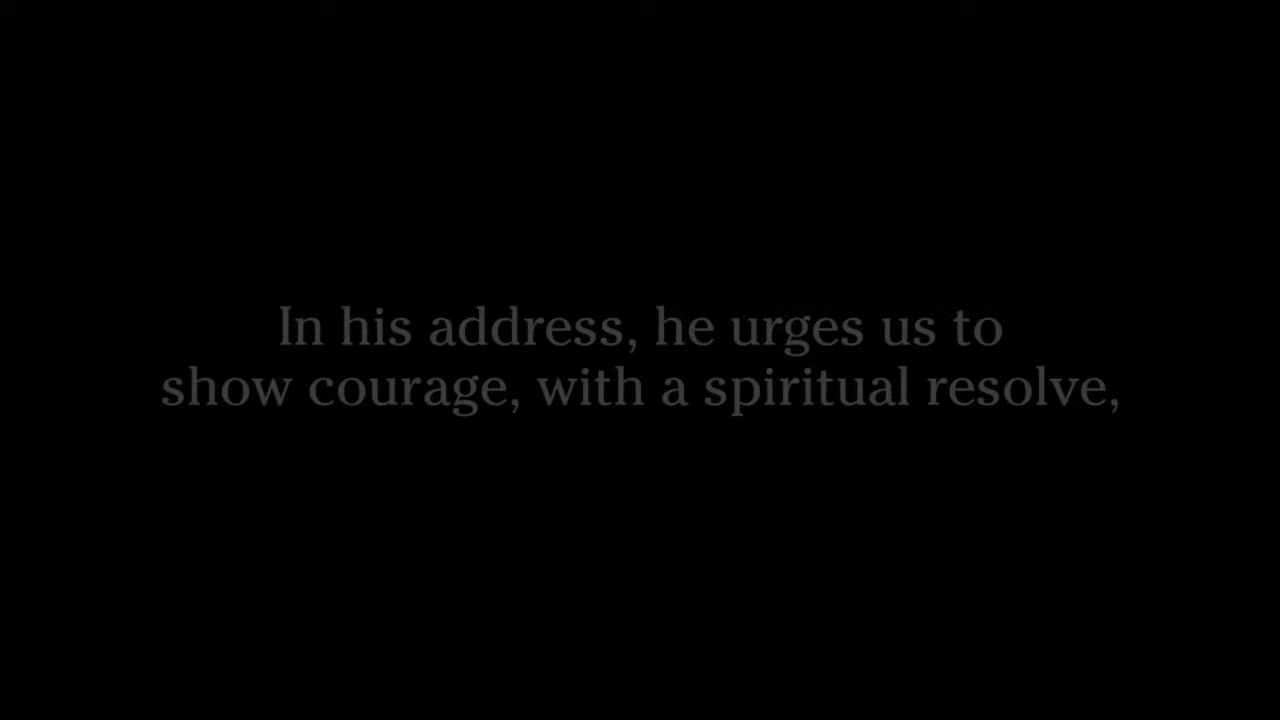 In his address, he urges us to
show courage, with a spiritual resolve,